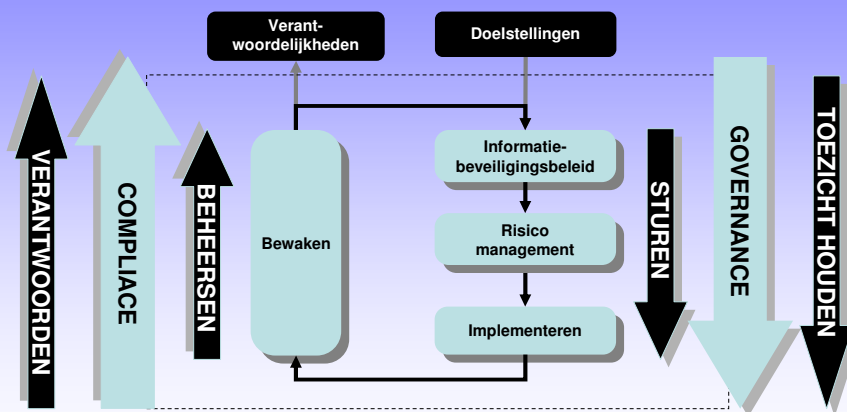 Verant-
woordelijkheden
Doelstellingen
VERANTWOORDEN
COMPLIACE
BEHEERSEN
Bewaken
Informatie-
beveiligingsbeleid
Risico
management
Implementeren
STUREN
GOVERNANCE
TOEZICHT HOUDEN